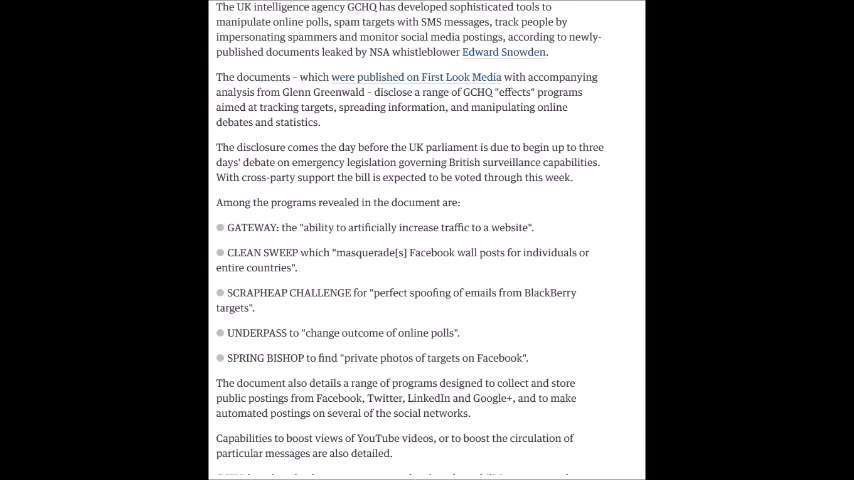 The UK intelligence agency GCHQ has developed sophisticated tools to
manipulate online polls, spam targets with SMS messages, track people by
impersonating spammers and monitor social media postings, according to newly-
published documents leaked by NSA whistleblower Edward Snowden.
The documents – which were published on First Look Media with accompanying
analysis from Glenn Greenwald – disclose a range of GCHQ "effects" programs
aimed at tracking targets, spreading information, and manipulating online
debates and statistics.
The disclosure comes the day before the UK parliament is due to begin up to three
days' debate on emergency legislation governing British surveillance capabilities.
With cross-party support the bill is expected to be voted through this week.
Among the programs revealed in the document are:
● GATEWAY: the "ability to artificially increase traffic to a website".
● CLEAN SWEEP which "masquerade[s] Facebook wall posts for individuals or
entire countries".
● SCRAPHEAP CHALLENGE for "perfect spoofing of emails from BlackBerry
targets".
● UNDERPASS to "change outcome of online polls".
● SPRING BISHOP to find "private photos of targets on Facebook".
The document also details a range of programs designed to collect and store
public postings from Facebook, Twitter, LinkedIn and Google+, and to make
automated postings on several of the social networks.
Capabilities to boost views of YouTube videos, or to boost the circulation of
particular messages are also detailed.